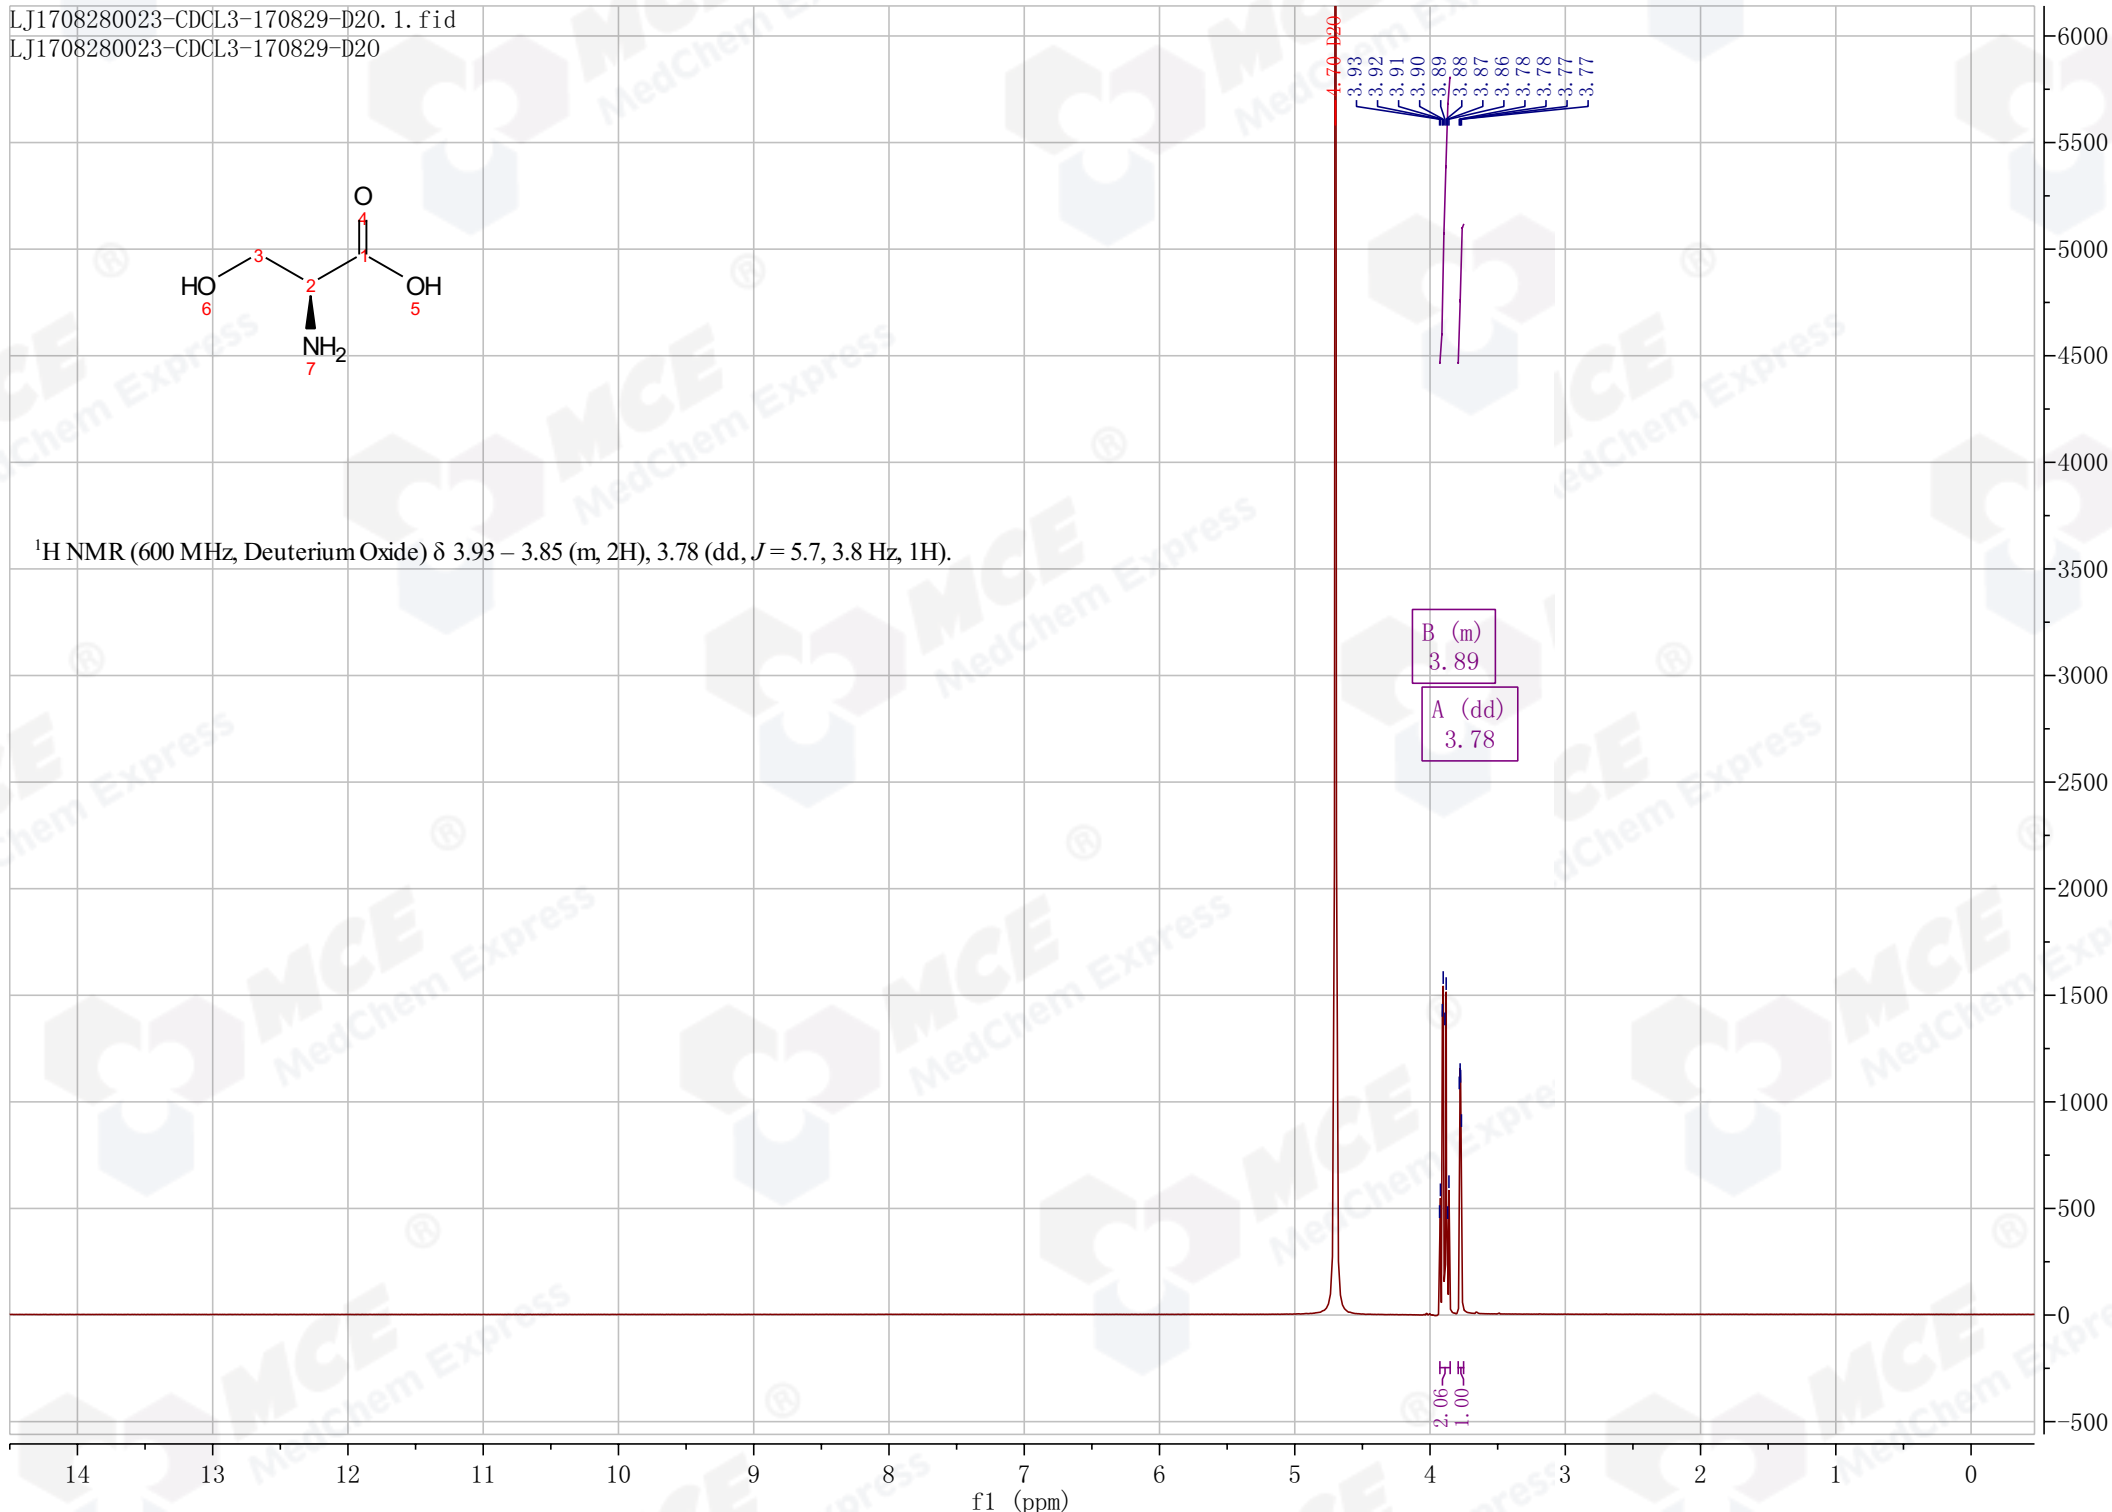 LJ1708280023-CDCL3-170829-D2O.1.fid
LJ1708280023-CDCL3-170829-D2O
4.70 D2O
3.93
3.92
3.91
3.90
3.89
3.88
3.87
3.86
3.78
3.78
3.77
3.77
O
4
3
1
HO
2
OH
6
5
NH2
7
¹H NMR (600 MHz, Deuterium Oxide) δ 3.93 – 3.85 (m, 2H), 3.78 (dd, J = 5.7, 3.8 Hz, 1H).
B (m)
3.89
A (dd)
3.78
6000
5500
5000
4500
4000
3500
3000
2500
2000
1500
1000
500
0
-500
2.06
1.00
14 13 12 11 10 9 8 7 6 5 4 3 2 1 0
f1 (ppm)
MCE
MedChem Express
®